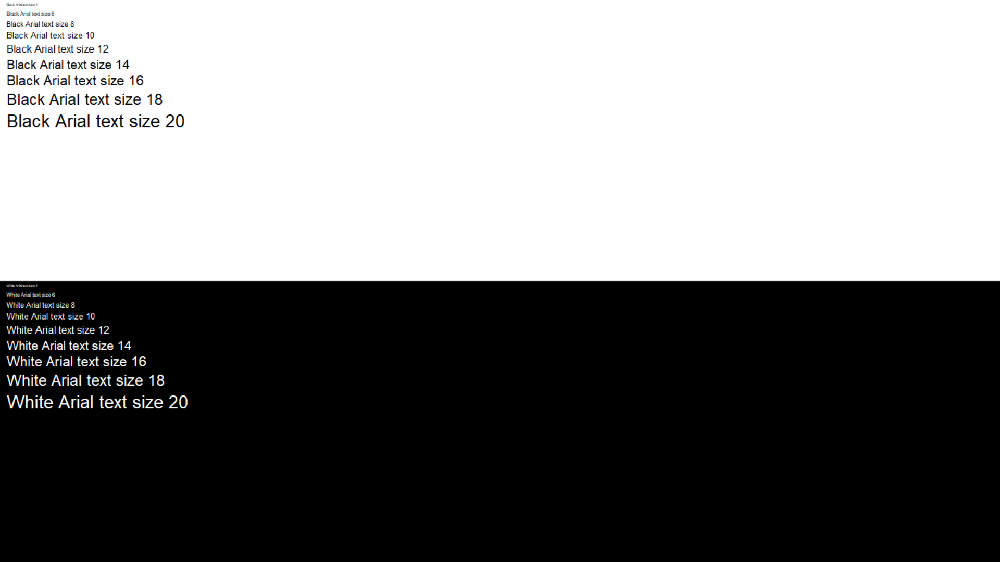 Black Arial text size 4
Black Arial text size 6
Black Arial text size 8
Black Arial text size 10
Black Arial text size 12
Black Arial text size 14
Black Arial text size 16
Black Arial text size 18
Black Arial text size 20
White Arial text size 4
White Arial text size 6
White Arial text size 8
White Arial text size 10
White Arial text size 12
White Arial text size 14
White Arial text size 16
White Arial text size 18
White Arial text size 20